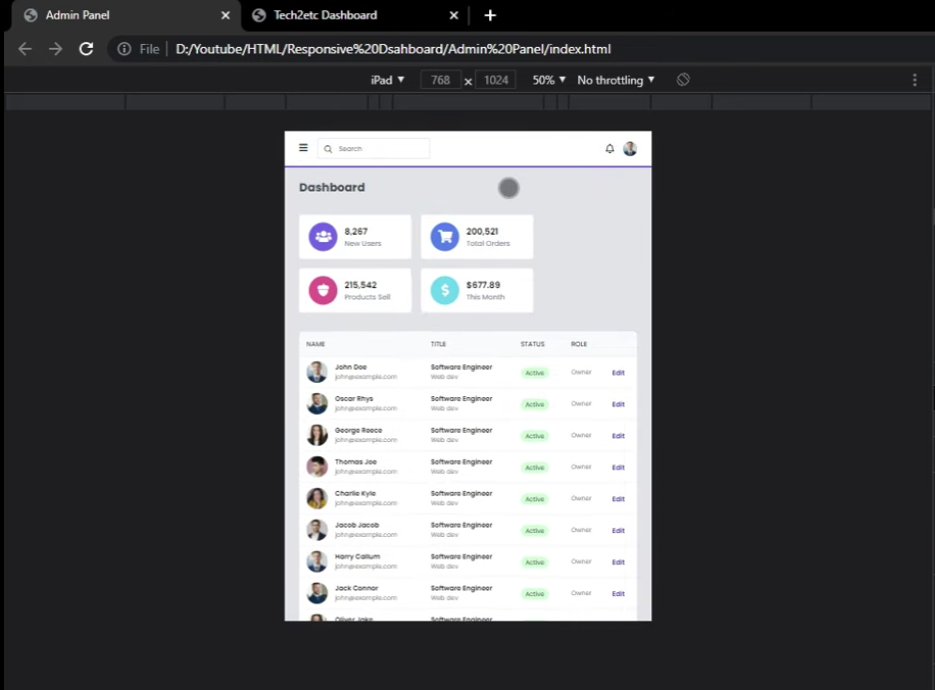 Admin Panel
Tech2etc Dashboard
File
D:/Youtube/HTML/Responsive%20Dsahboard/Admin%20Panel/index.html
iPad 768 x 1024 50% No throttling
Search
Dashboard
8,267
New Users
200,521
Total Orders
215,542
Products Sell
$677.89
This Month
NAME TITLE STATUS ROLE
John Doe Software Engineer
john@example.com Web dev
Active Owner Edit
Oscar Rhys Software Engineer
john@example.com Web dev
Active Owner Edit
George Reece Software Engineer
john@example.com Web dev
Active Owner Edit
Thomas Joe Software Engineer
john@example.com Web dev
Active Owner Edit
Charlie Kyle Software Engineer
john@example.com Web dev
Active Owner Edit
Jacob Jacob Software Engineer
john@example.com Web dev
Active Owner Edit
Harry Callum Software Engineer
john@example.com Web dev
Active Owner Edit
Jack Connor Software Engineer
john@example.com Web dev
Active Owner Edit